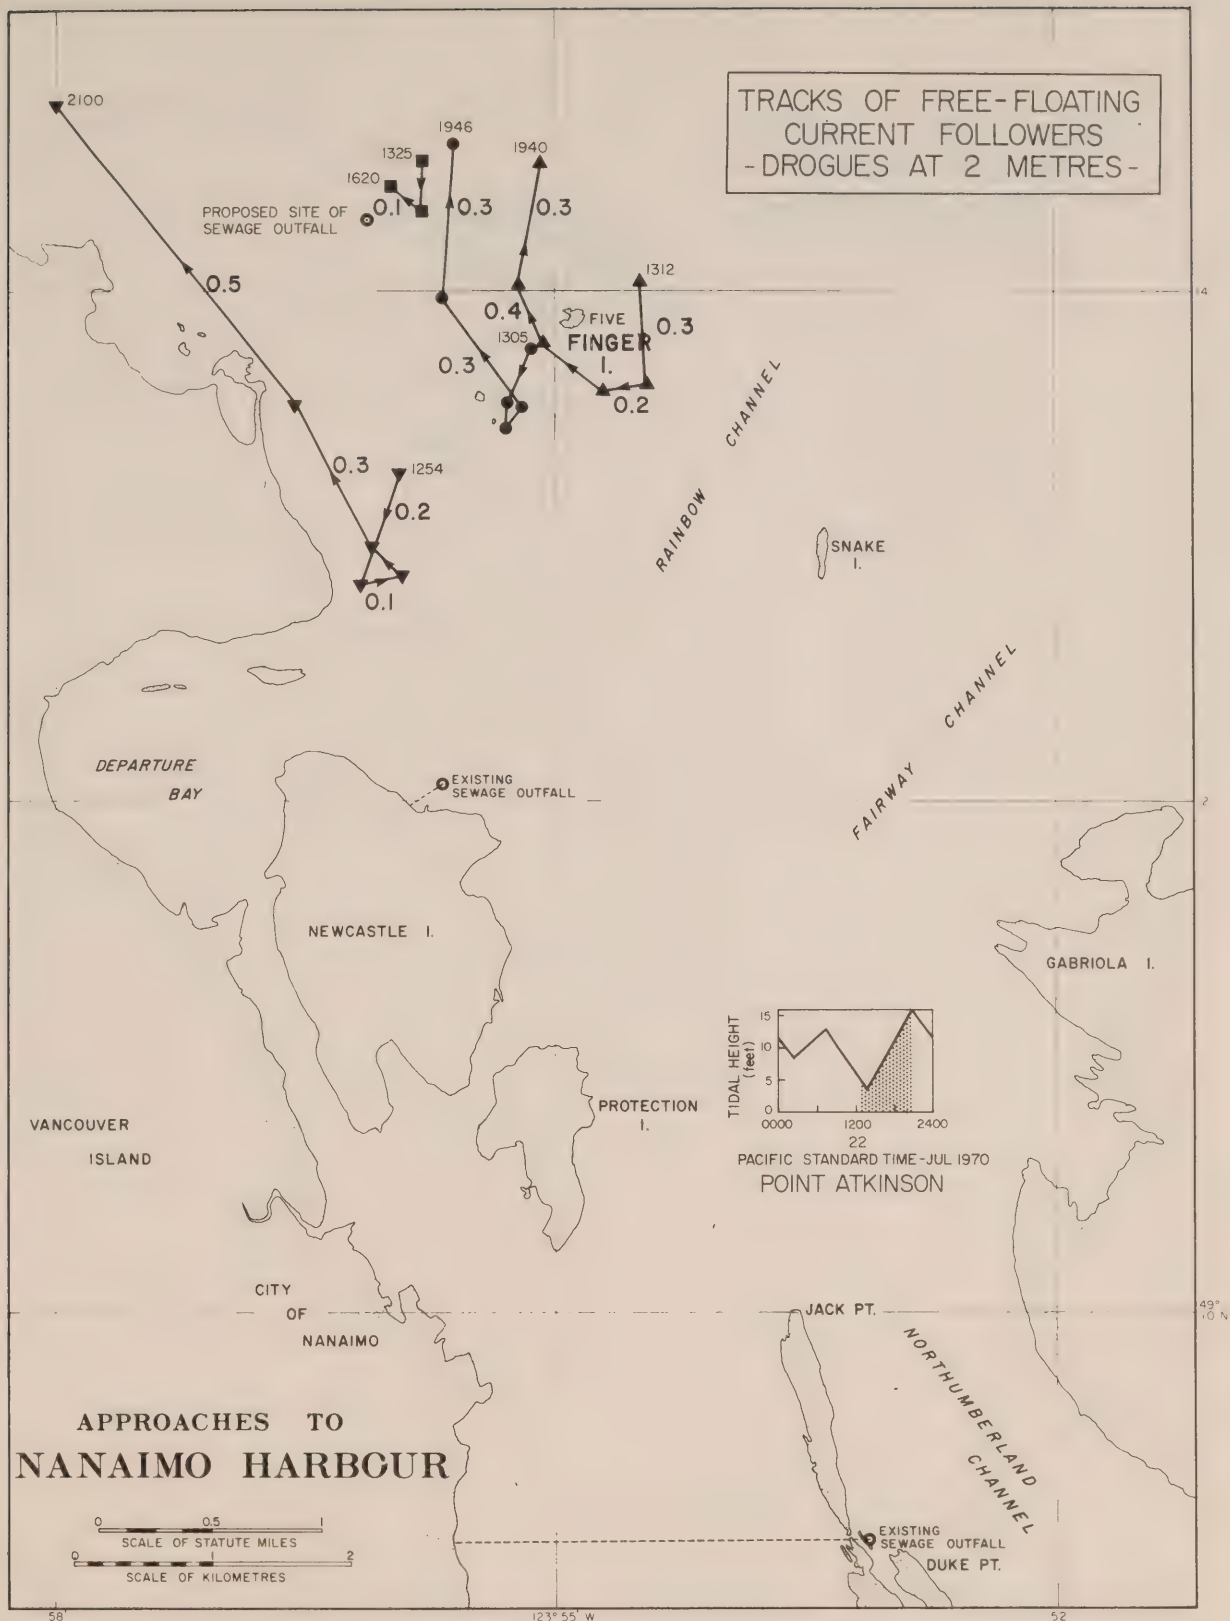 TRACKS OF FREE-FLOATING
CURRENT FOLLOWERS
-DROGUES AT 2 METRES-
2100
1946
1325
1940
1620
0.1
0.3
0.3
PROPOSED SITE OF
SEWAGE OUTFALL
1312
0.5
14
0.4
FIVE
FINGER
I.
1305
0.3
0.3
0.2
0.3
1254
0.2
0.1
RAINBOW CHANNEL
SNAKE
I.
FAIRWAY CHANNEL
DEPARTURE
BAY
EXISTING
SEWAGE OUTFALL
2
NEWCASTLE I.
GABRIOLA I.
TIDAL HEIGHT
(feet)
15
10
5
0
0000 1200 2400
22
PACIFIC STANDARD TIME-JUL 1970
POINT ATKINSON
PROTECTION
I.
VANCOUVER
ISLAND
CITY
OF
NANAIMO
JACK PT.
49°
10 N
NORTHUMBERLAND
CHANNEL
APPROACHES TO
NANAIMO HARBOUR
0 0.5 1
SCALE OF STATUTE MILES
0 1 2
SCALE OF KILOMETRES
EXISTING
SEWAGE OUTFALL
DUKE PT.
58'
123°55'W
52